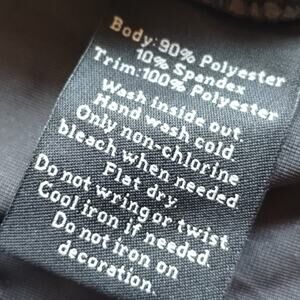 Body: 90% Polyester
10% Spandex
Trim: 100% Polyester
Wash inside out.
Hand wash cold.
Only non-chlorine
bleach when needed.
Flat dry.
Do not wring or twist.
Cool iron if needed.
Do not iron on
decoration.